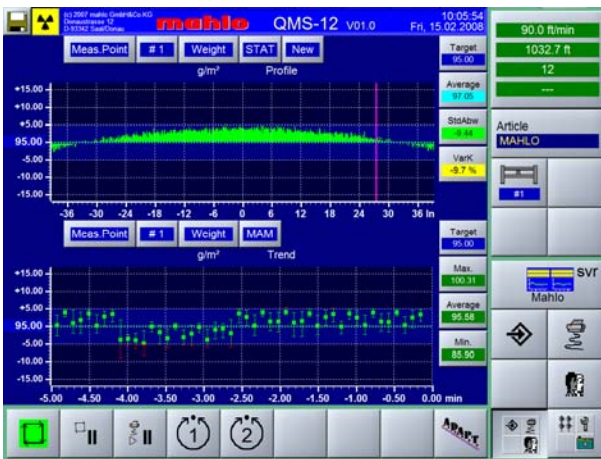 (c) 2007 mahlo GmbH&Co.KG
Donaustrasse 12
D-93342 Saal/Donau
mahlo
QMS-12 V01.0
10:05:54
Fri, 15.02.2008
Meas.Point # 1 Weight STAT New
g/m² Profile
+15.00
+10.00
+5.00
95.00
-5.00
-10.00
-15.00
-36 -30 -24 -18 -12 -6 0 6 12 18 24 30 36 In
Target
95.00
Average
97.05
StdAbw
-9.44
VarK
-9.7 %
Meas.Point # 1 Weight MAM
g/m² Trend
+15.00
+10.00
+5.00
95.00
-5.00
-10.00
-15.00
-5.00 -4.50 -4.00 -3.50 -3.00 -2.50 -2.00 -1.50 -1.00 -0.50 0.00 min
Target
95.00
Max.
100.31
Average
95.58
Min.
85.90
1
2
90.0 ft/min
1032.7 ft
12
---
Article
MAHLO
#1
svr
Mahlo